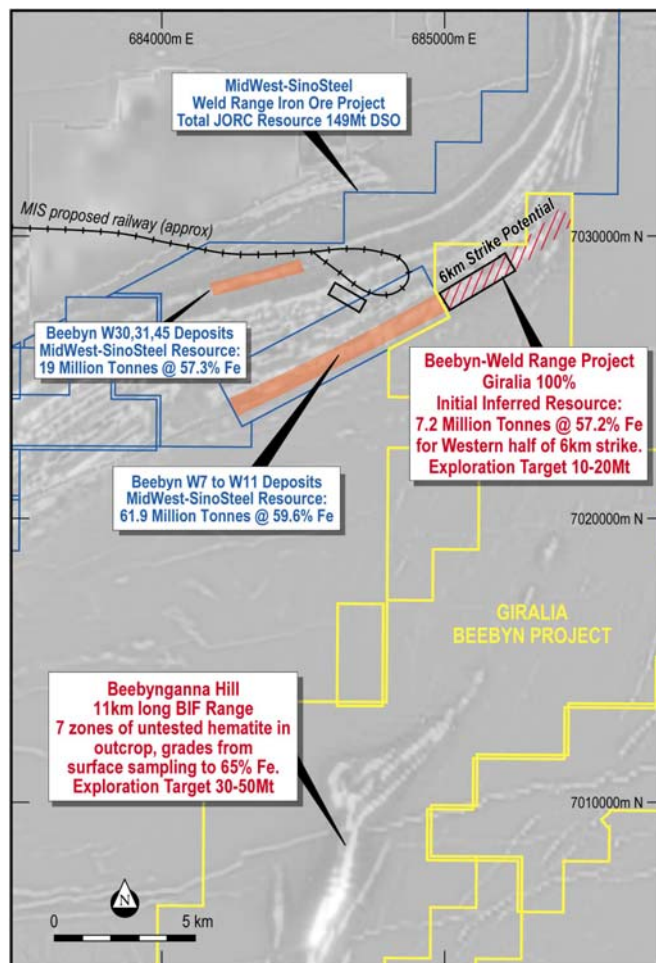 684000m E
685000m E
MidWest-SinoSteel
Weld Range Iron Ore Project
Total JORC Resource 149Mt DSO
MIS proposed railway (approx)
6km Strike Potential
7030000m N
Beebyn W30,31,45 Deposits
MidWest-SinoSteel Resource:
19 Million Tonnes @ 57.3% Fe
Beebyn-Weld Range Project
Giralia 100%
Initial Inferred Resource:
7.2 Million Tonnes @ 57.2% Fe
for Western half of 6km strike.
Exploration Target 10-20Mt
Beebyn W7 to W11 Deposits
MidWest-SinoSteel Resource:
61.9 Million Tonnes @ 59.6% Fe
7020000m N
GIRALIA
BEEBYN PROJECT
Beebynganna Hill
11km long BIF Range
7 zones of untested hematite in
outcrop, grades from
surface sampling to 65% Fe.
Exploration Target 30-50Mt
7010000m N
N
0 5 km